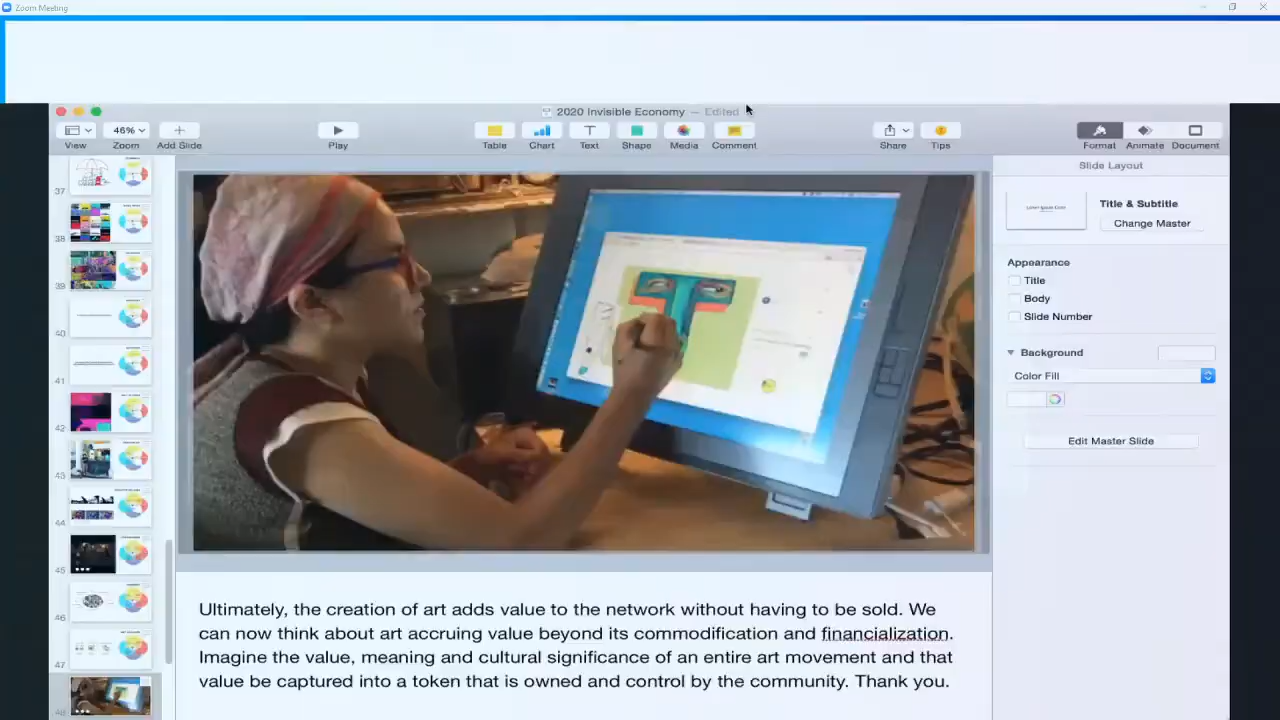 Zoom Meeting
2020 Invisible Economy — Edited
46%
View Zoom Add Slide Play Table Chart Text Shape Media Comment Share Tips Format Animate Document
Slide Layout
Title & Subtitle
Change Master
Appearance
Title
Body
Slide Number
Background
Color Fill
Edit Master Slide
37
38
39
40
41
42
43
44
45
46
47
48
Ultimately, the creation of art adds value to the network without having to be sold. We
can now think about art accruing value beyond its commodification and financialization.
Imagine the value, meaning and cultural significance of an entire art movement and that
value be captured into a token that is owned and control by the community. Thank you.